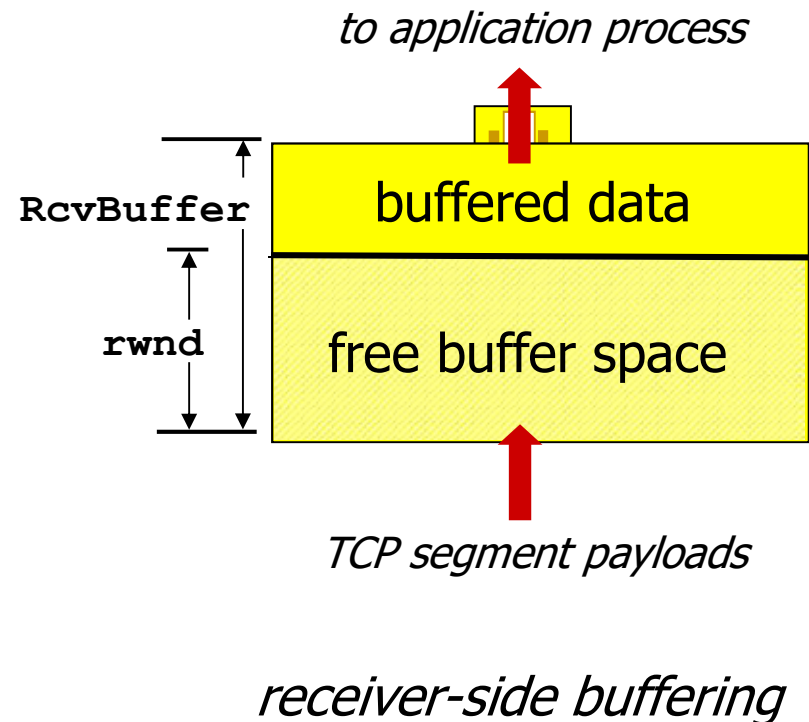 to application process
RcvBuffer
buffered data
rwnd
free buffer space
TCP segment payloads
receiver-side buffering